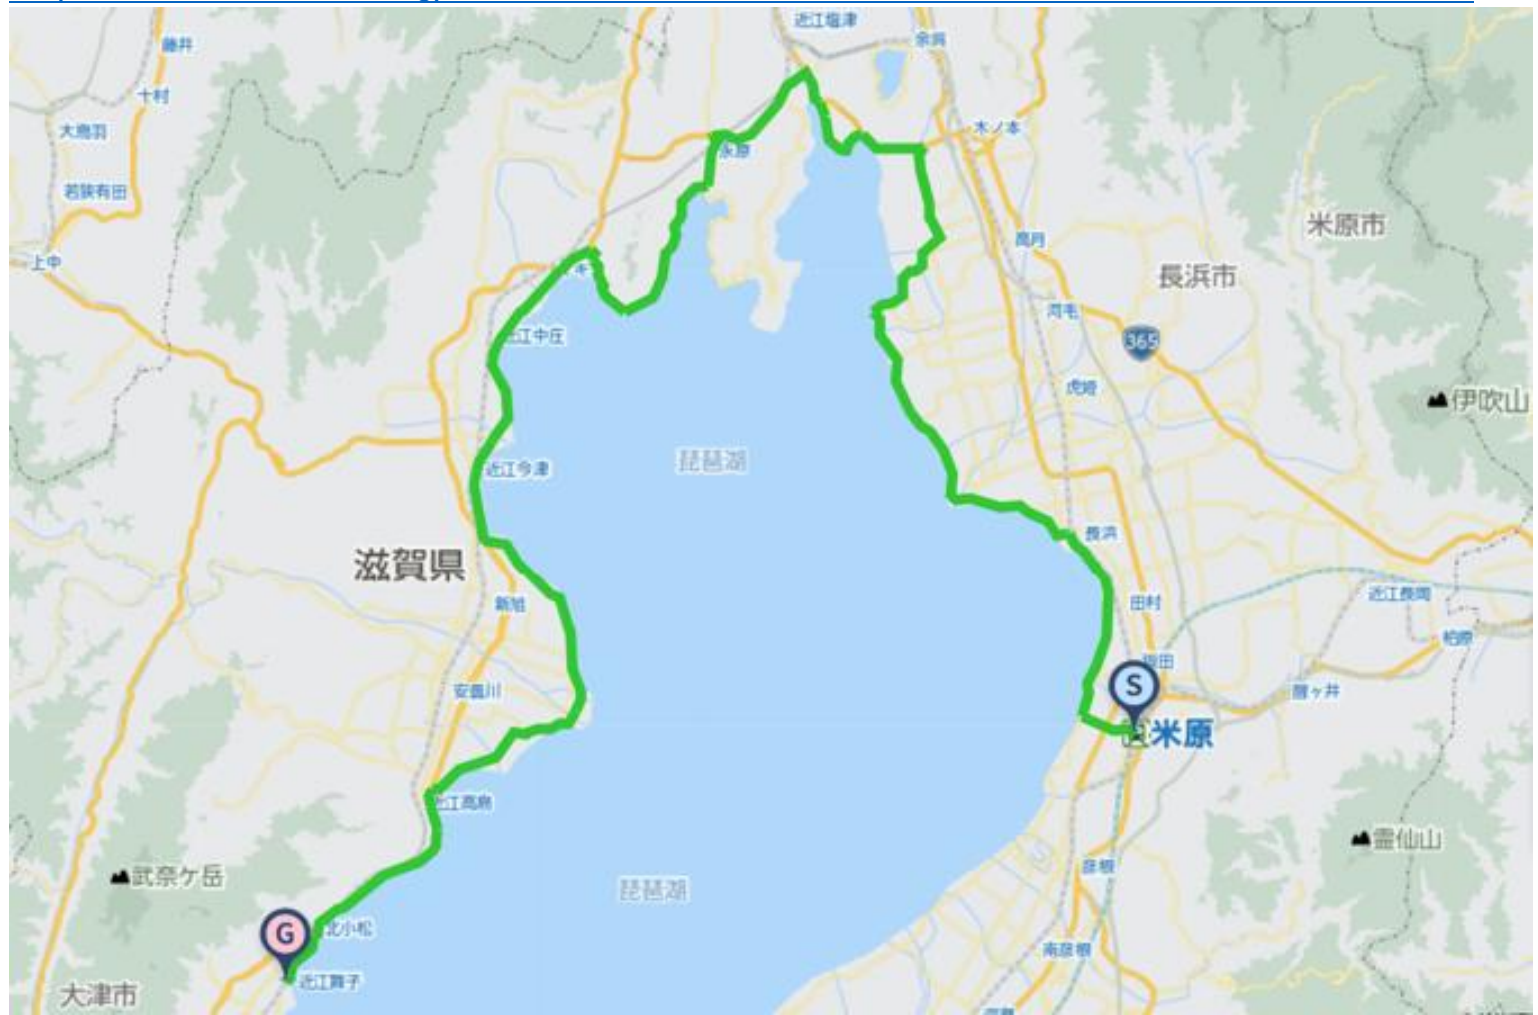 近江塩津
余呉
藤井
十村
大鳥羽
木ノ本
永原
若狭有田
米原市
高月
上中
長浜市
河毛
近江中庄
365
虎姫
伊吹山
琵琶湖
近江今津
長浜
滋賀県
近江長岡
新旭
田村
柏原
坂田
S
安曇川
醒ヶ井
米原
近江高島
霊仙山
彦根
武奈ケ岳
琵琶湖
G
北小松
南彦根
近江舞子
大津市